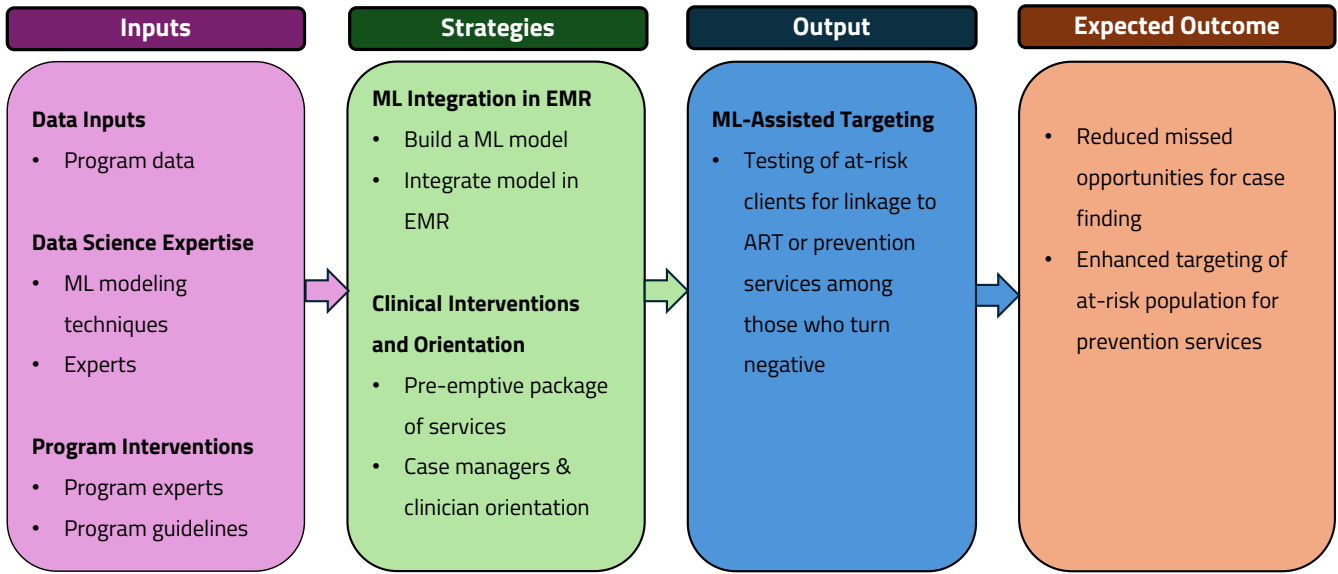 Inputs
Data Inputs
• Program data
Data Science Expertise
• ML modeling
techniques
• Experts
Program Interventions
• Program experts
• Program guidelines
Strategies
ML Integration in EMR
• Build a ML model
• Integrate model in
EMR
Clinical Interventions
and Orientation
• Pre-emptive package
of services
• Case managers &
clinician orientation
Output
ML-Assisted Targeting
• Testing of at-risk
clients for linkage to
ART or prevention
services among
those who turn
negative
Expected Outcome
• Reduced missed
opportunities for case
finding
• Enhanced targeting of
at-risk population for
prevention services